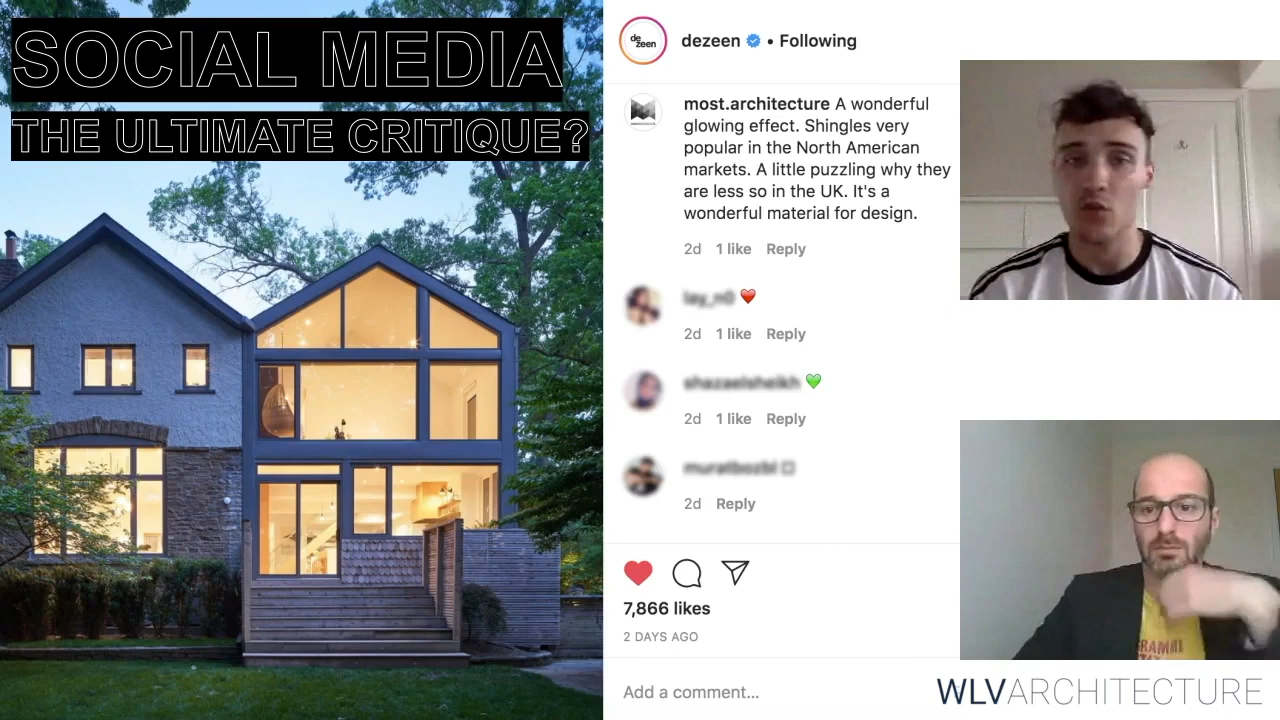 SOCIAL MEDIA
THE ULTIMATE CRITIQUE?
de
zeen
dezeen • Following
most.architecture A wonderful
glowing effect. Shingles very
popular in the North American
markets. A little puzzling why they
are less so in the UK. It's a
wonderful material for design.
2d 1 like Reply
2d 1 like Reply
2d 1 like Reply
2d Reply
7,866 likes
2 DAYS AGO
Add a comment...
WLVARCHITECTURE